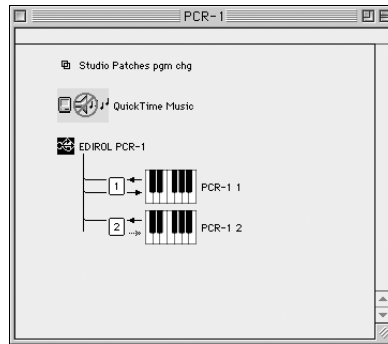 PCR-1
Studio Patches pgm chg
QuickTime Music
EDIROL PCR-1
1
PCR-1 1
2
PCR-1 2